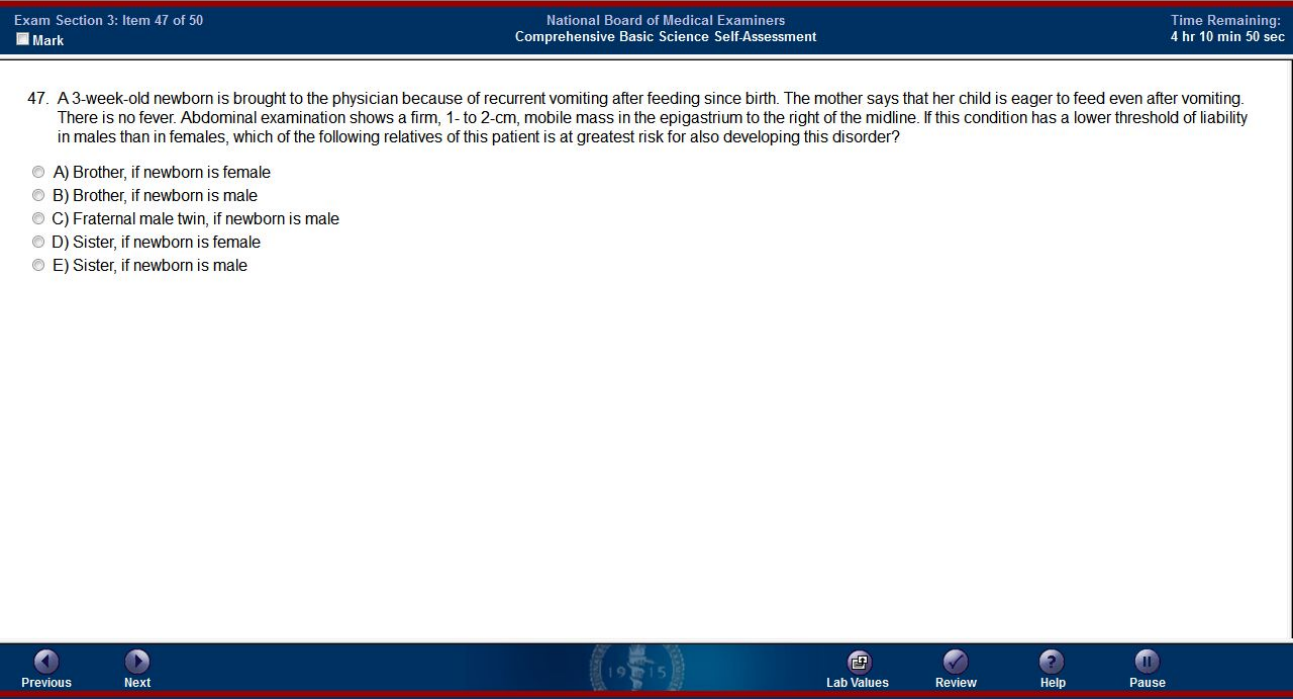 Exam Section 3: Item 47 of 50
National Board of Medical Examiners
Time Remaining:
Mark
Comprehensive Basic Science Self-Assessment
4 hr 10 min 50 sec
47. A 3-week-old newborn is brought to the physician because of recurrent vomiting after feeding since birth. The mother says that her child is eager to feed even after vomiting.
There is no fever. Abdominal examination shows a firm, 1- to 2-cm, mobile mass in the epigastrium to the right of the midline. If this condition has a lower threshold of liability
in males than in females, which of the following relatives of this patient is at greatest risk for also developing this disorder?
A) Brother, if newborn is female
B) Brother, if newborn is male
C) Fraternal male twin, if newborn is male
D) Sister, if newborn is female
E) Sister, if newborn is male
1915
Previous
Next
Lab Values
Review
Help
Pause